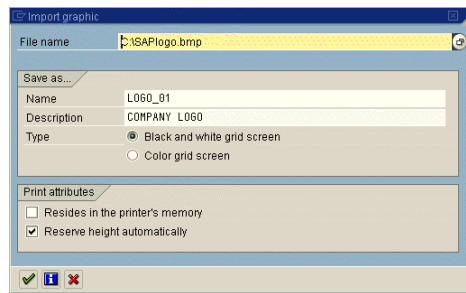 Import graphic
File name C:\SAPlogo.bmp
Save as...
Name LOGO_01
Description COMPANY LOGO
Type Black and white grid screen
Color grid screen
Print attributes
Resides in the printer's memory
Reserve height automatically